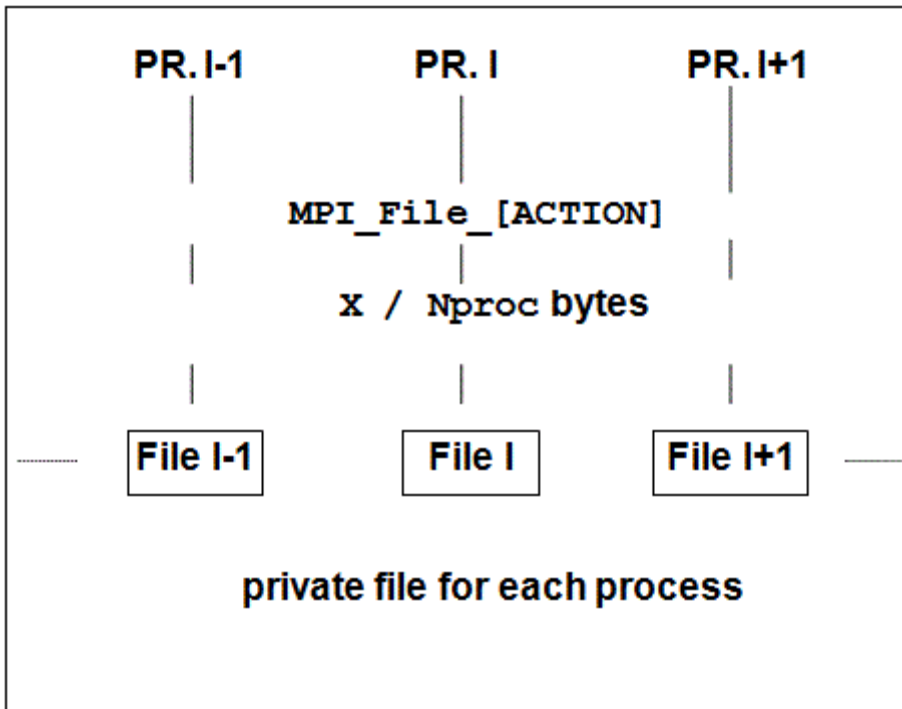 PR. I-1 PR. I PR. I+1
MPI_File_[ACTION]
X / Nproc bytes
File I-1 File I File I+1
private file for each process